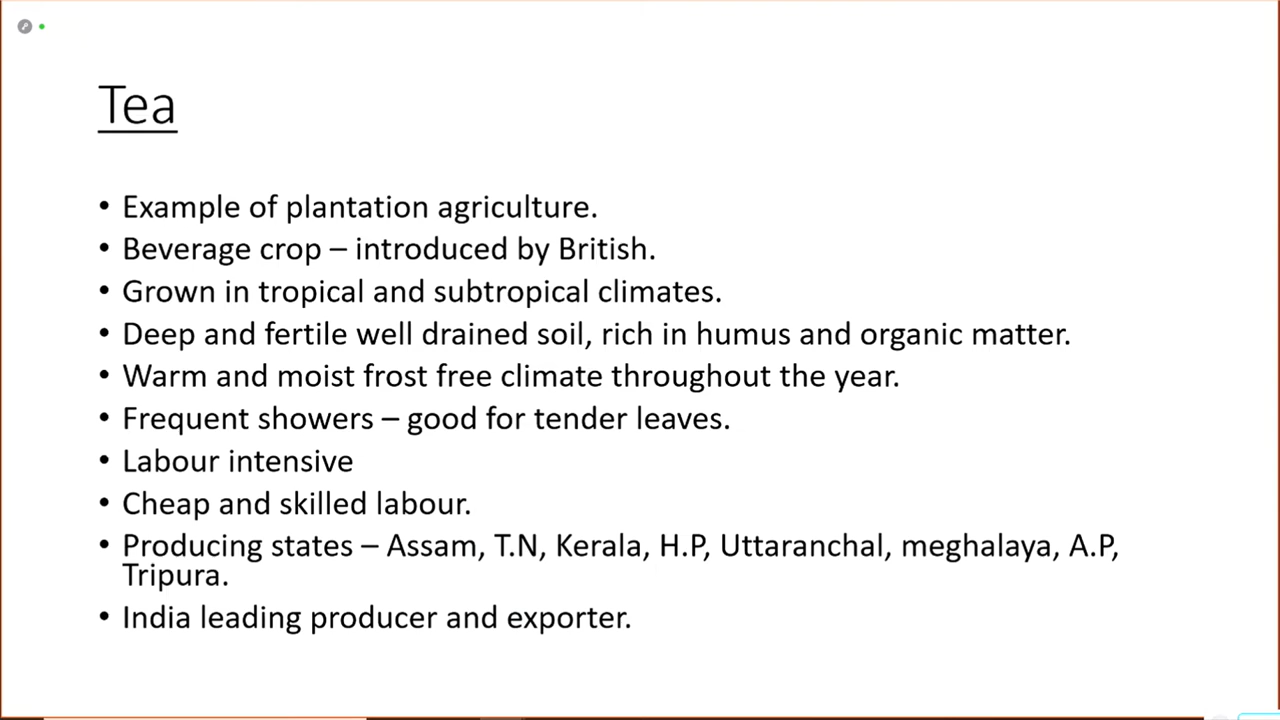 Tea
• Example of plantation agriculture.
• Beverage crop – introduced by British.
• Grown in tropical and subtropical climates.
• Deep and fertile well drained soil, rich in humus and organic matter.
• Warm and moist frost free climate throughout the year.
• Frequent showers – good for tender leaves.
• Labour intensive
• Cheap and skilled labour.
• Producing states – Assam, T.N, Kerala, H.P, Uttaranchal, meghalaya, A.P,
Tripura.
• India leading producer and exporter.